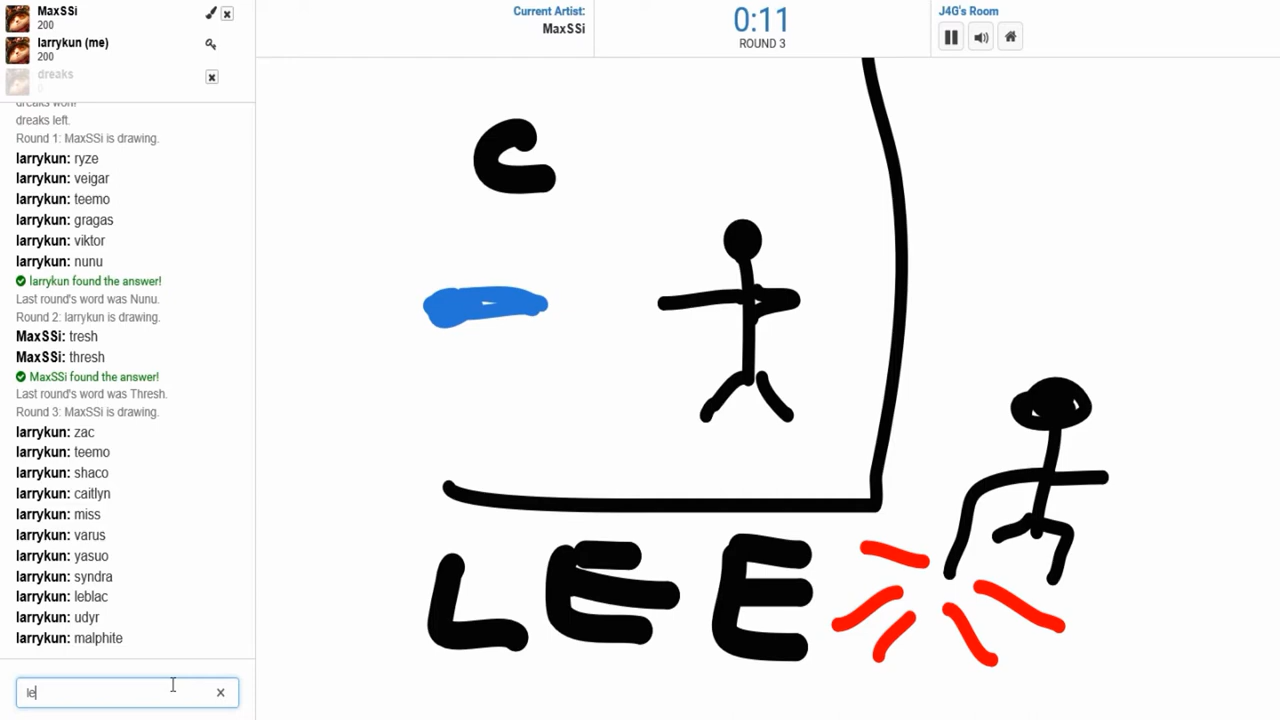 MaxSSi
200
larrykun (me)
200
dreaks
0
dreaks won!
dreaks left.
Round 1: MaxSSi is drawing.
larrykun: ryze
larrykun: veigar
larrykun: teemo
larrykun: gragas
larrykun: viktor
larrykun: nunu
larrykun found the answer!
Last round's word was Nunu.
Round 2: larrykun is drawing.
MaxSSi: tresh
MaxSSi: thresh
MaxSSi found the answer!
Last round's word was Thresh.
Round 3: MaxSSi is drawing.
larrykun: zac
larrykun: teemo
larrykun: shaco
larrykun: caitlyn
larrykun: miss
larrykun: varus
larrykun: yasuo
larrykun: syndra
larrykun: leblac
larrykun: udyr
larrykun: malphite
le
Current Artist:
MaxSSi
0:11
ROUND 3
J4G's Room
C
LEE